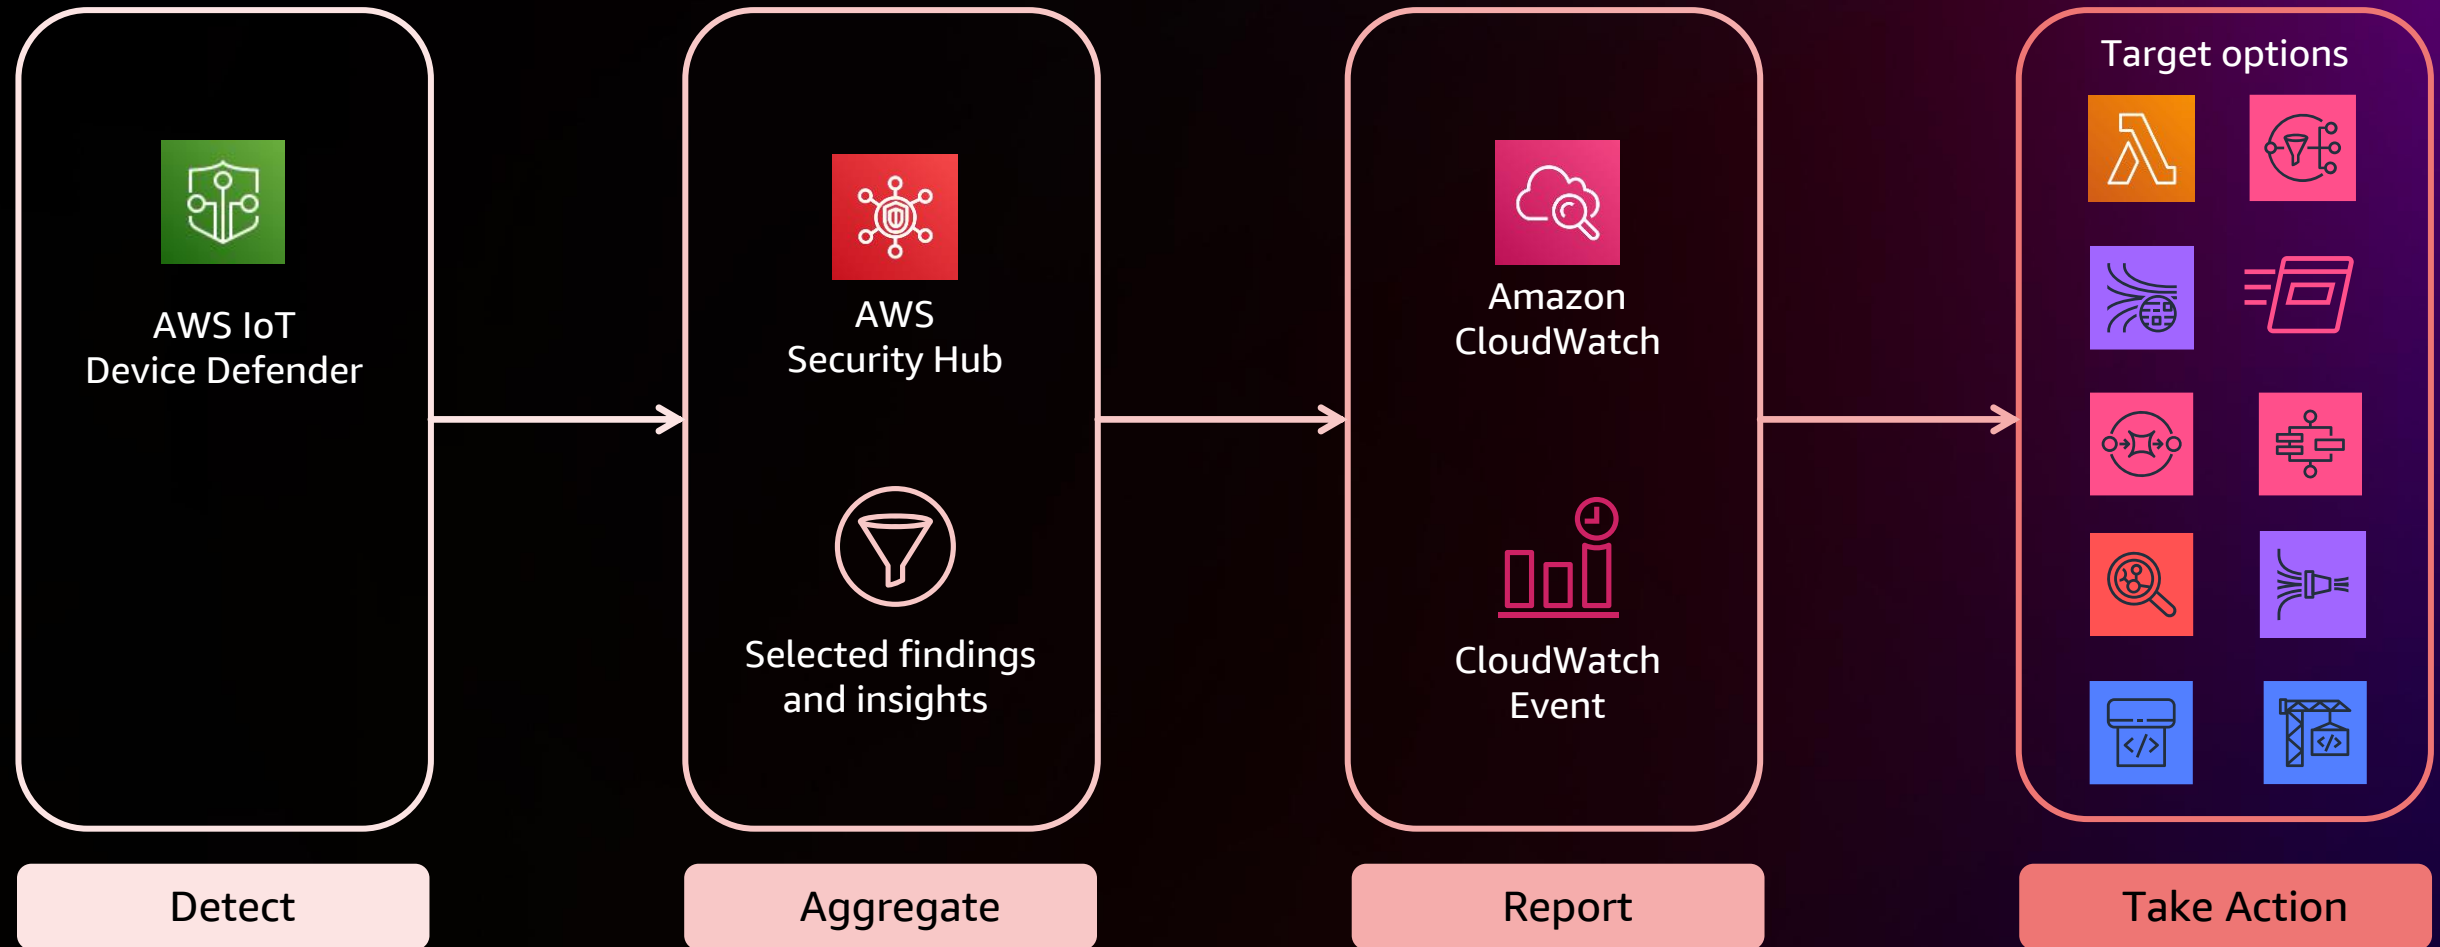 AWS IoT
Device Defender
AWS
Security Hub
Selected findings
and insights
Amazon
CloudWatch
CloudWatch
Event
Target options
Detect
Aggregate
Report
Take Action